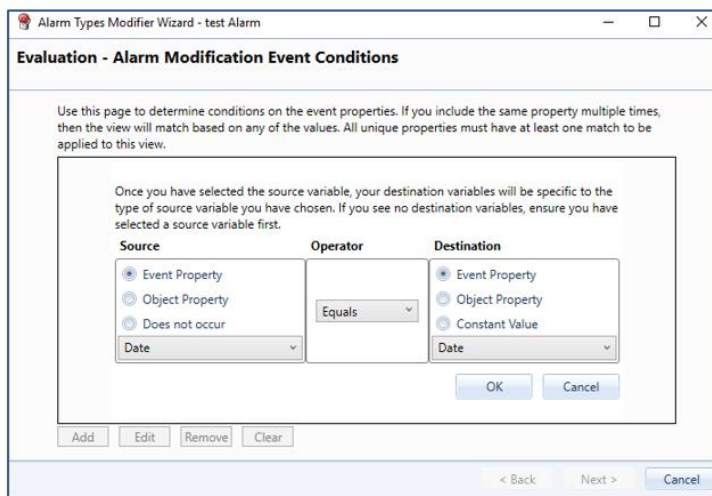 Alarm Types Modifier Wizard - test Alarm
Evaluation - Alarm Modification Event Conditions
Use this page to determine conditions on the event properties. If you include the same property multiple times,
then the view will match based on any of the values. All unique properties must have at least one match to be
applied to this view.
Once you have selected the source variable, your destination variables will be specific to the
type of source variable you have chosen. If you see no destination variables, ensure you have
selected a source variable first.
Source Operator Destination
Event Property Event Property
Object Property Equals Object Property
Does not occur Constant Value
Date Date
OK Cancel
Add Edit Remove Clear
< Back Next > Cancel